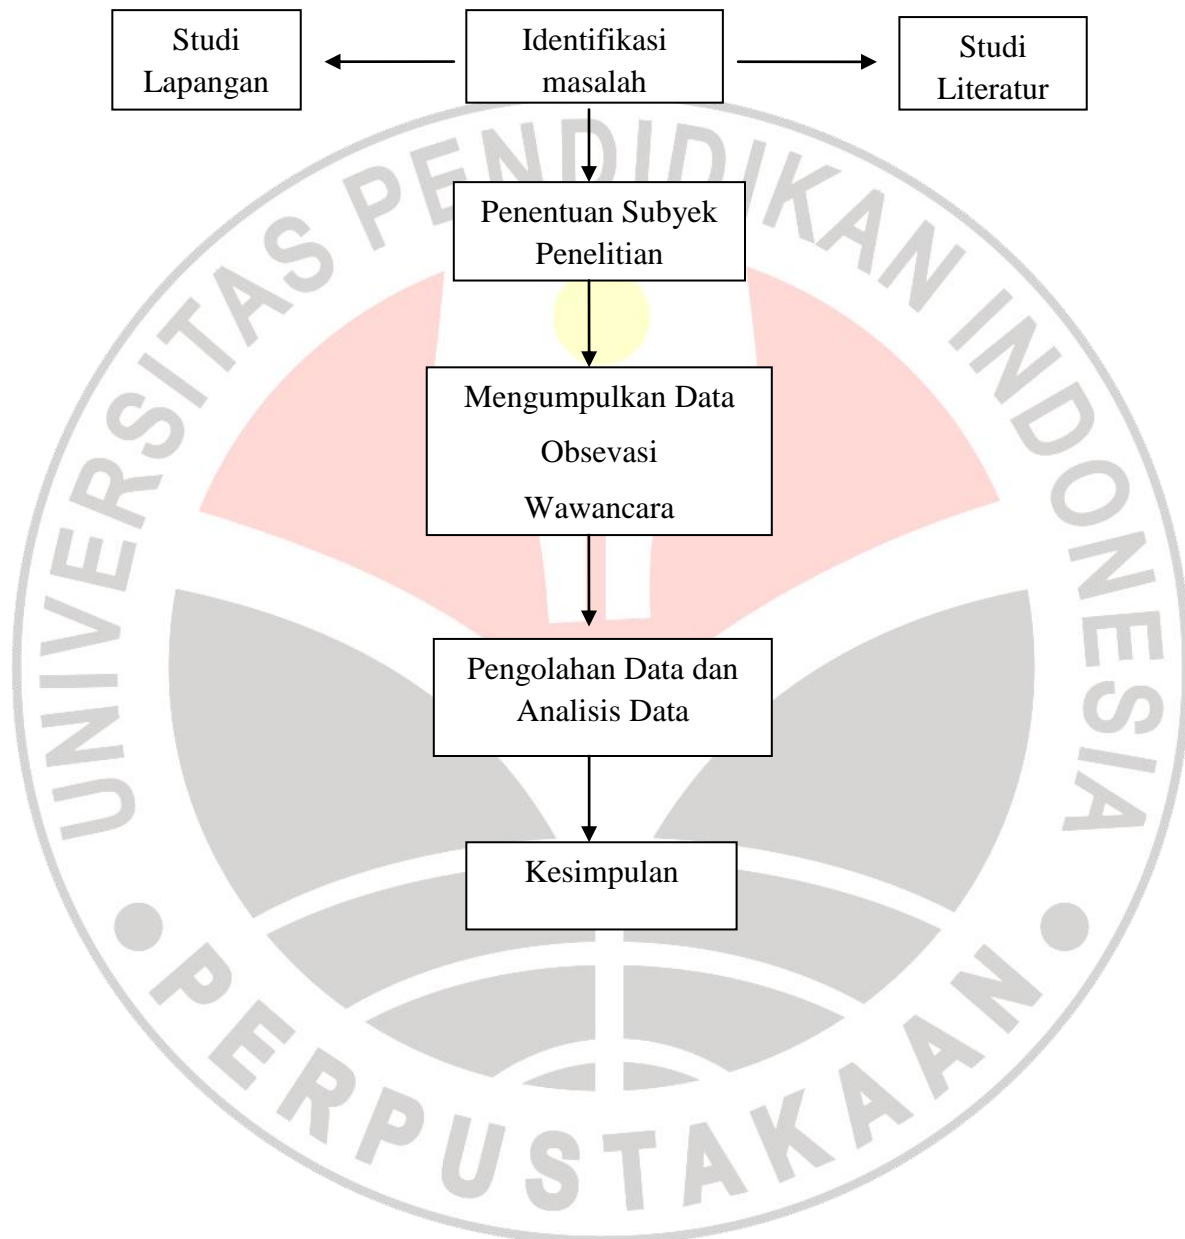 Studi
Lapangan
Identifikasi
masalah
Studi
Literatur
Penentuan Subyek
Penelitian
Mengumpulkan Data
Obsevasi
Wawancara
Pengolahan Data dan
Analisis Data
Kesimpulan
UNIVERSITAS PENDIDIKAN INDONESIA
PERPUSTAKAAN